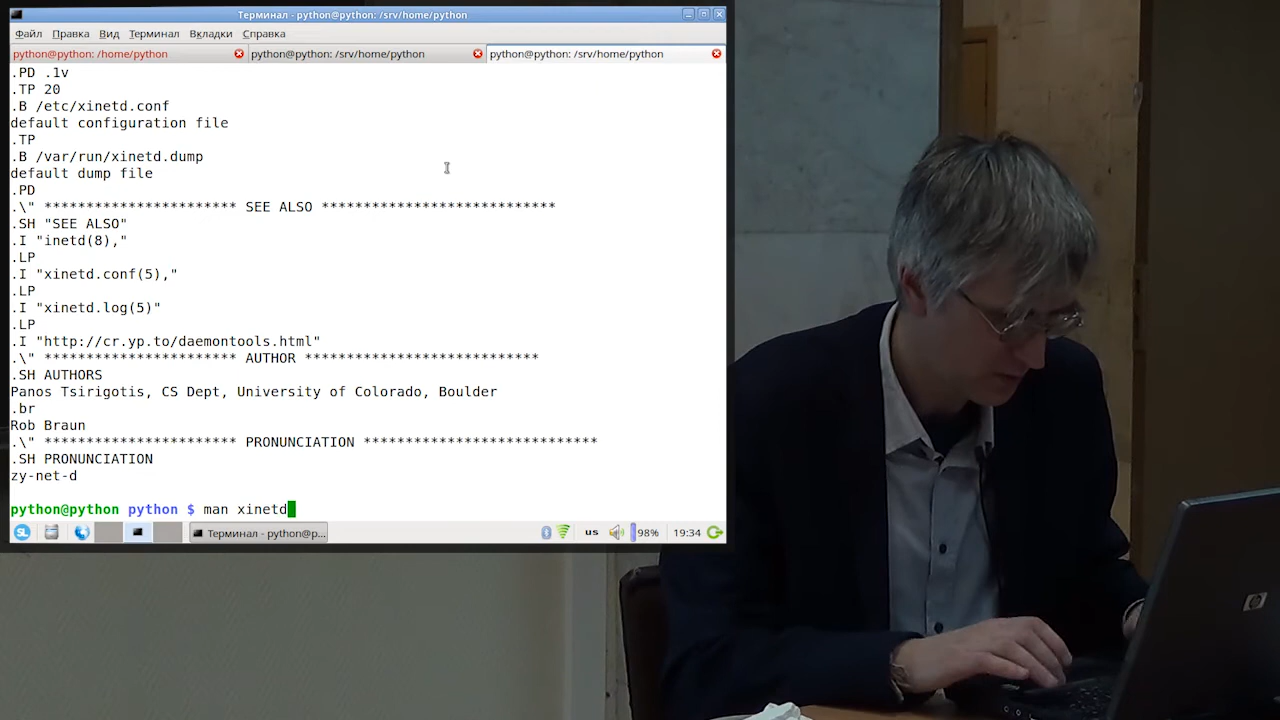 Терминал - python@python: /srv/home/python
Файл Правка Вид Терминал Вкладки Справка
python@python: /home/python python@python: /srv/home/python python@python: /srv/home/python
.PD .1v
.TP 20
.B /etc/xinetd.conf
default configuration file
.TP
.B /var/run/xinetd.dump
default dump file
.PD
.\" *********************** SEE ALSO ****************************
.SH "SEE ALSO"
.I "inetd(8),"
.LP
.I "xinetd.conf(5),"
.LP
.I "xinetd.log(5)"
.LP
.I "http://cr.yp.to/daemontools.html"
.\" *********************** AUTHOR ****************************
.SH AUTHORS
Panos Tsirigotis, CS Dept, University of Colorado, Boulder
.br
Rob Braun
.\" *********************** PRONUNCIATION ****************************
.SH PRONUNCIATION
zy-net-d
python@python python $ man xinetd
SL Терминал - python@p... us 98% 19:34
hp